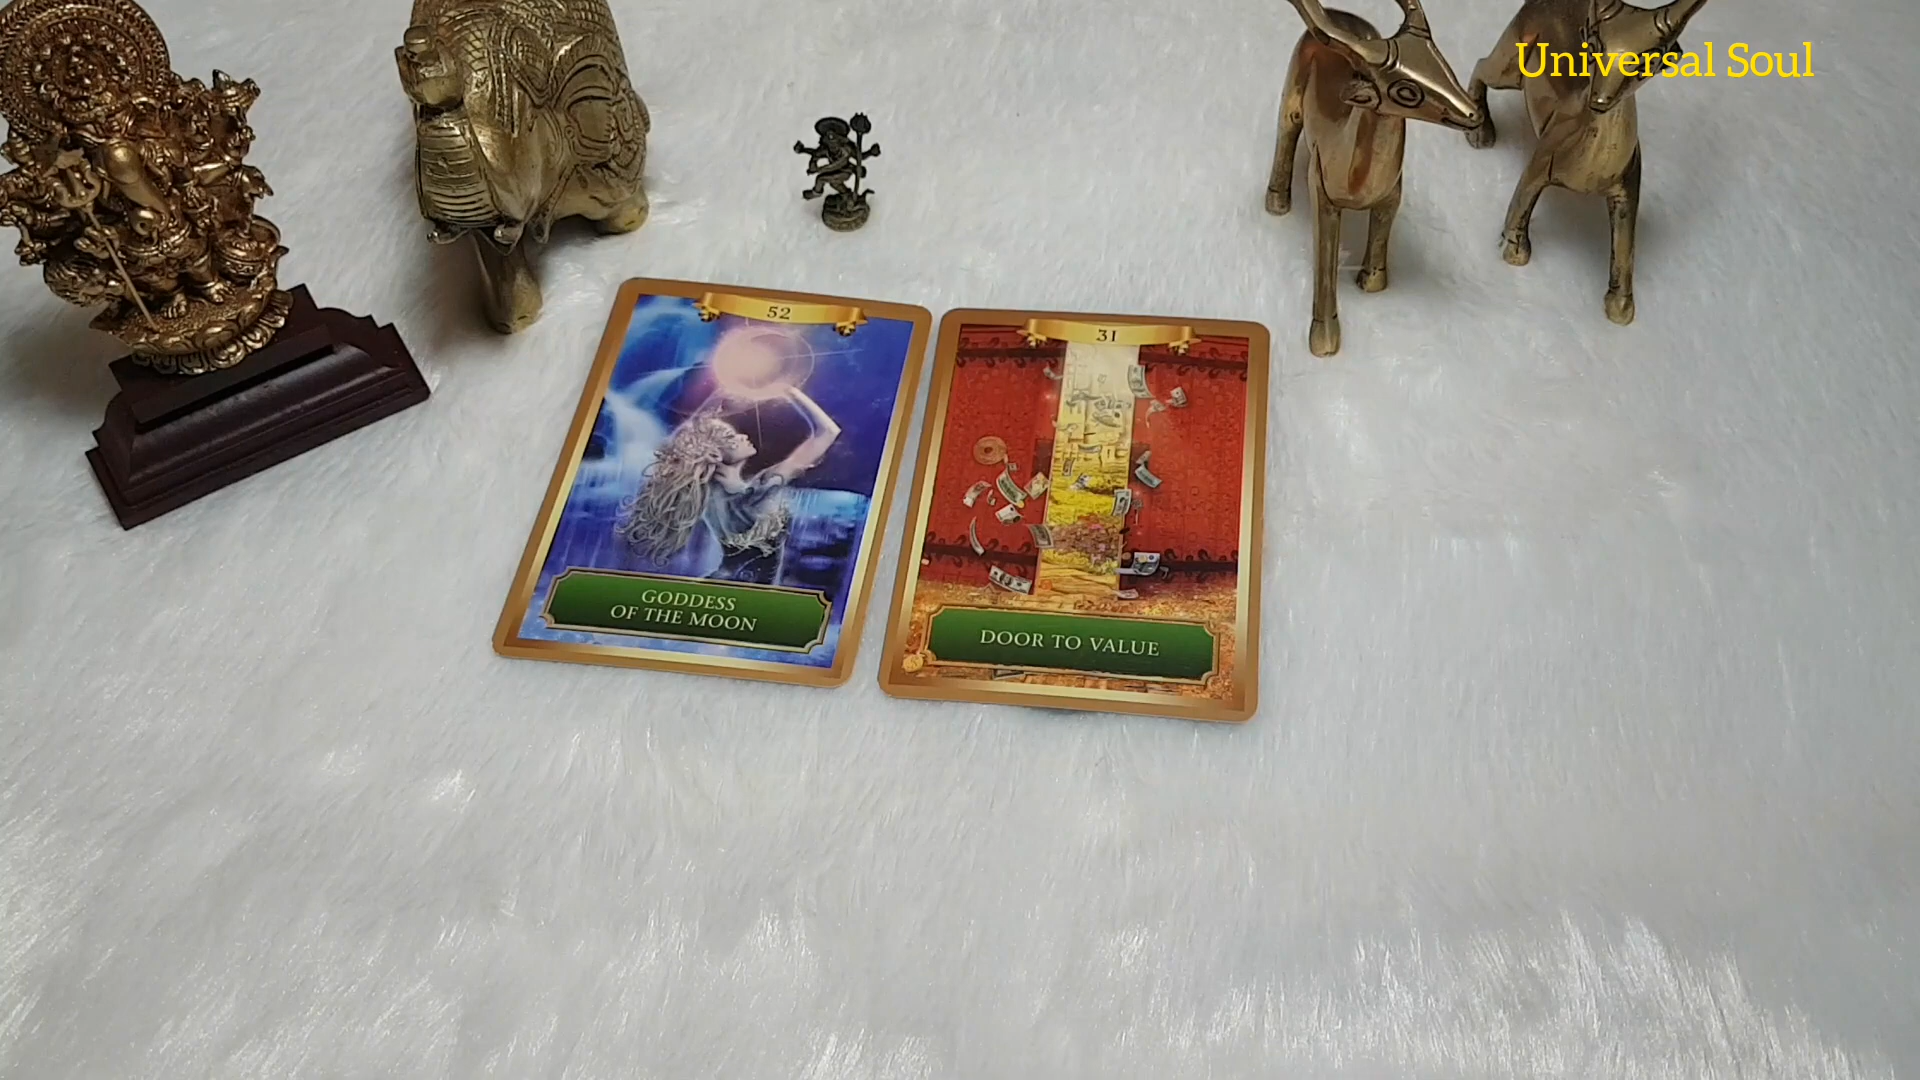 Universal Soul
52
GODDESS
OF THE MOON
31
DOOR TO VALUE